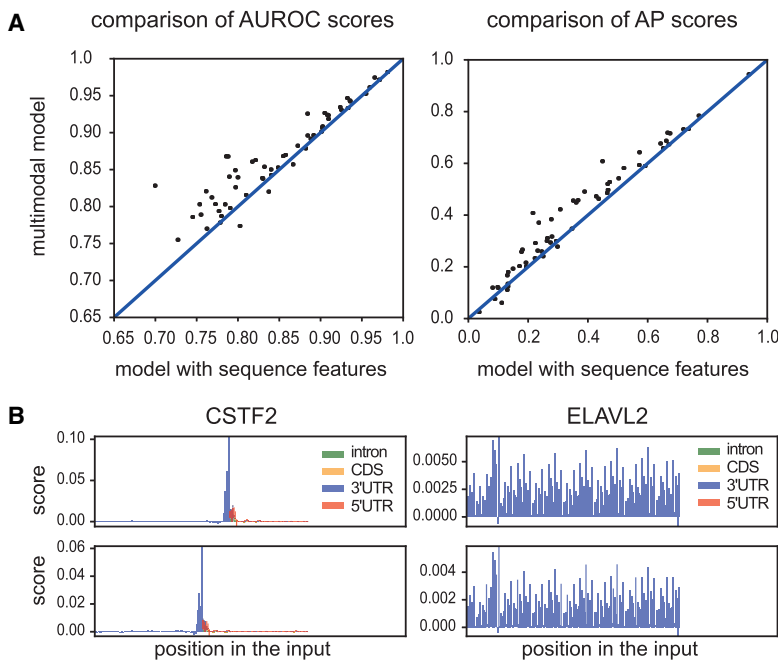 A
comparison of AUROC scores
comparison of AP scores
multimodal model
1.0
0.95
0.90
0.85
0.80
0.75
0.70
0.65
0.65 0.70 0.75 0.80 0.85 0.90 0.95 1.0
model with sequence features
1.0
0.8
0.6
0.4
0.2
0.0
0.0 0.2 0.4 0.6 0.8 1.0
model with sequence features
B
CSTF2
ELAVL2
score
0.10
0.05
0.00
intron
CDS
3'UTR
5'UTR
0.0050
0.0025
0.0000
intron
CDS
3'UTR
5'UTR
score
0.06
0.04
0.02
0.00
position in the input
0.004
0.002
0.000
position in the input